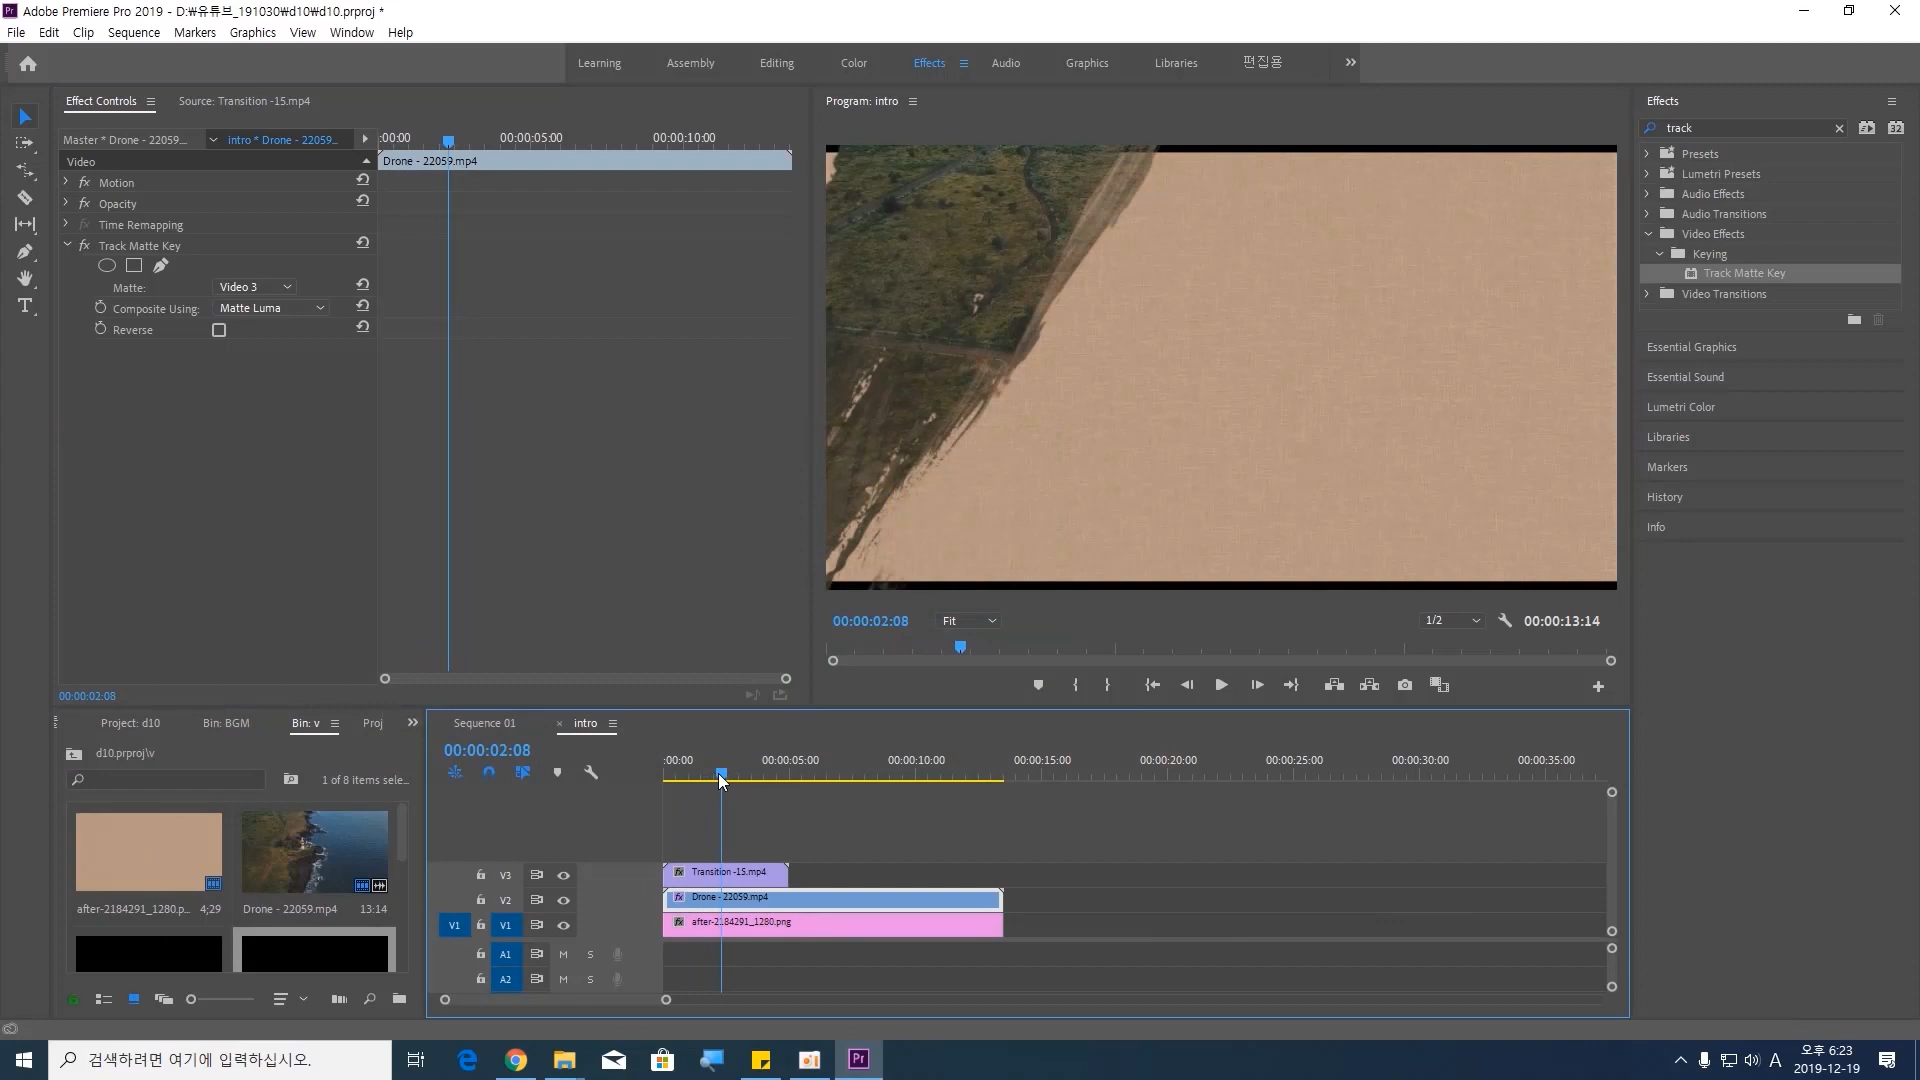 Adobe Premiere Pro 2019 - D:₩유튜브_191030₩d10₩d10.prproj *
File Edit Clip Sequence Markers Graphics View Window Help
Learning Assembly Editing Color Effects Audio Graphics Libraries 편집용
Effect Controls
Source: Transition -15.mp4
Master * Drone - 22059...
intro * Drone - 22059...
:00:00 00:00:05:00 00:00:10:00
Video
Drone - 22059.mp4
fx Motion
fx Opacity
fx Time Remapping
fx Track Matte Key
Matte: Video 3
Composite Using: Matte Luma
Reverse
00:00:02:08
Program: intro
00:00:02:08 Fit 1/2 00:00:13:14
Effects
track
32
Presets
Lumetri Presets
Audio Effects
Audio Transitions
Video Effects
Keying
Track Matte Key
Video Transitions
Essential Graphics
Essential Sound
Lumetri Color
Libraries
Markers
History
Info
Project: d10 Bin: BGM Bin: v Proj
d10.prproj\v
1 of 8 items sele...
after-2184291_1280.p... 4;29
Drone - 22059.mp4 13:14
Sequence 01 × intro
00:00:02:08
:00:00 00:00:05:00 00:00:10:00 00:00:15:00 00:00:20:00 00:00:25:00 00:00:30:00 00:00:35:00
V3 fx Transition -15.mp4
V2 fx Drone - 22059.mp4
V1 V1 fx after-2184291_1280.png
A1 M S
A2 M S
검색하려면 여기에 입력하십시오.
Pr
A
오후 6:23
2019-12-19